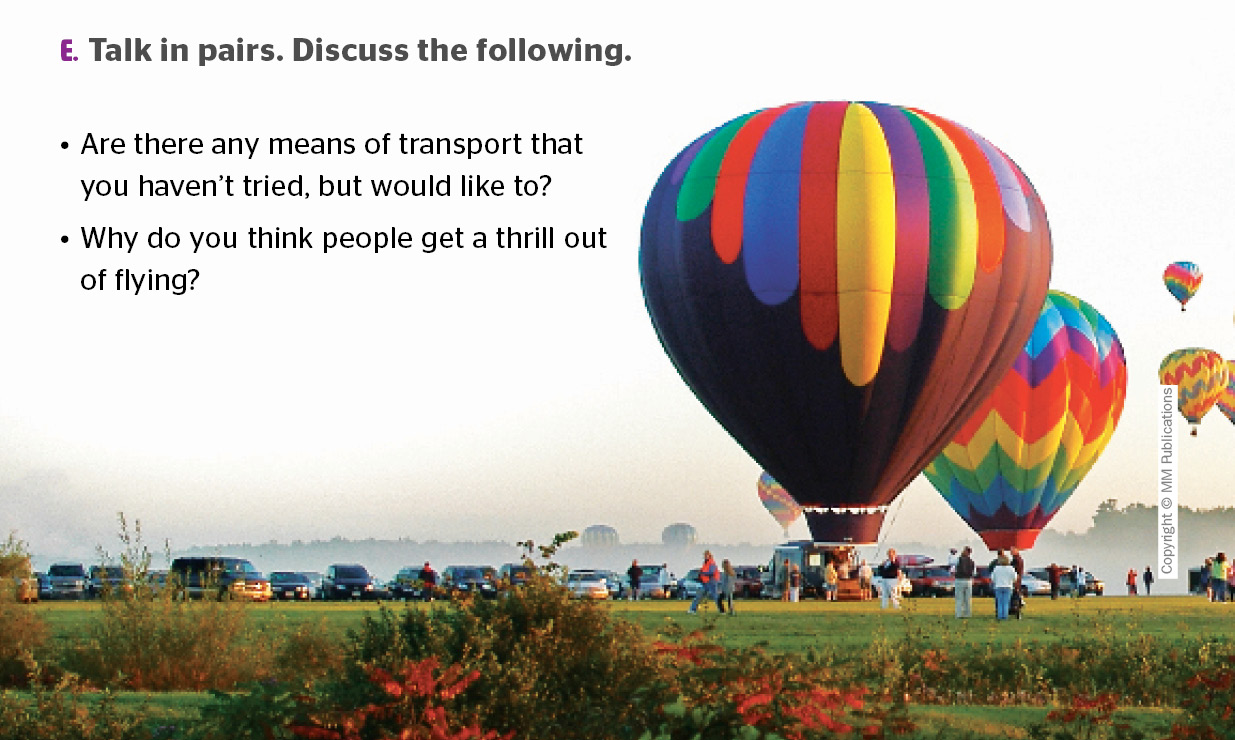 E. Talk in pairs. Discuss the following.
• Are there any means of transport that
you haven’t tried, but would like to?
• Why do you think people get a thrill out
of flying?
Copyright © MM Publications